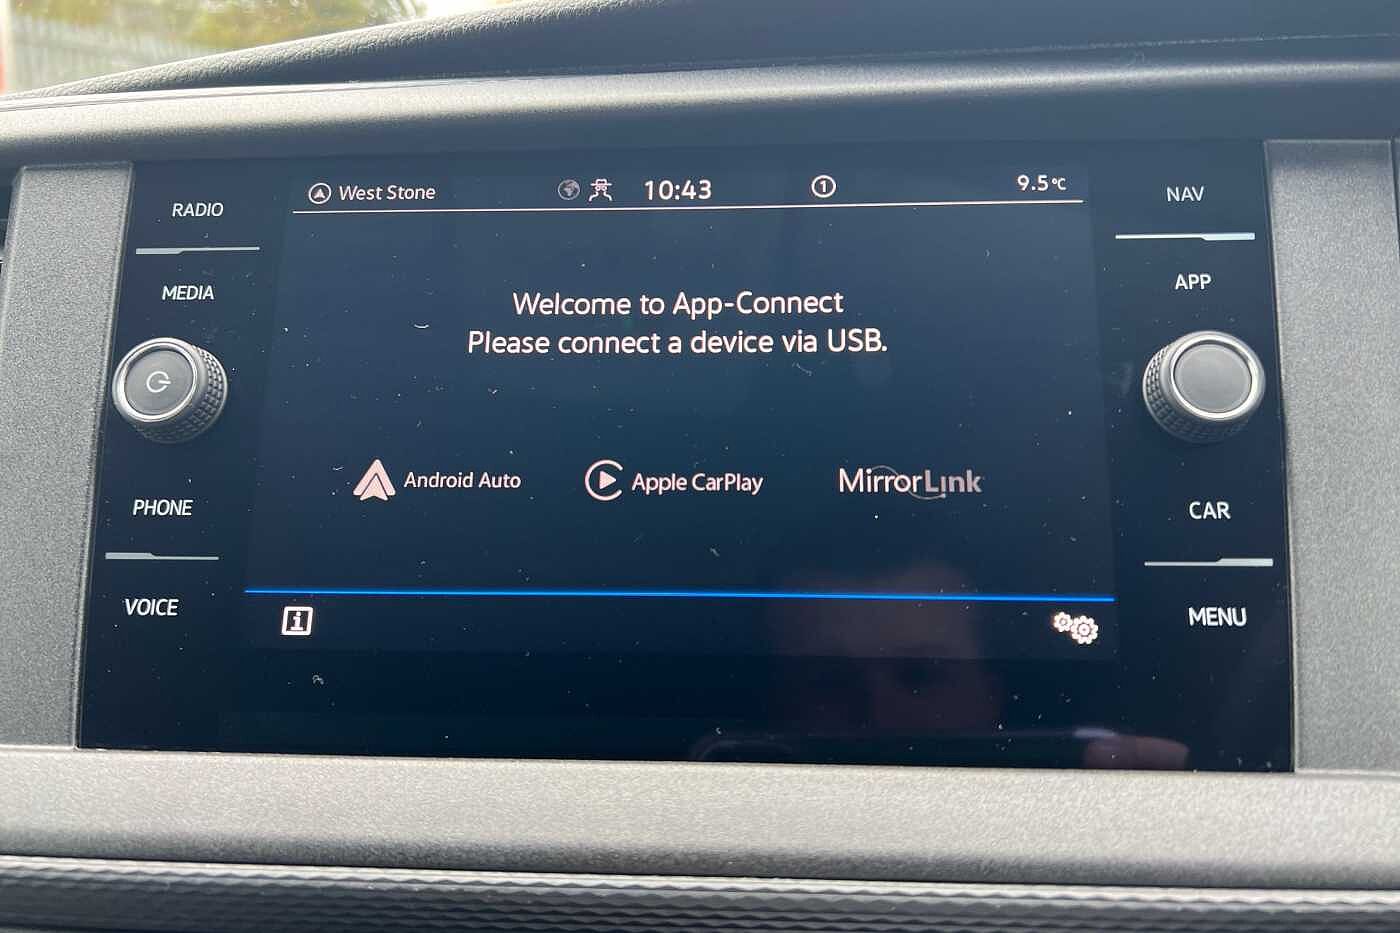 RADIO
MEDIA
PHONE
VOICE
West Stone
10:43
1
9.5°C
Welcome to App-Connect
Please connect a device via USB.
Android Auto
Apple CarPlay
MirrorLink
i
NAV
APP
CAR
MENU